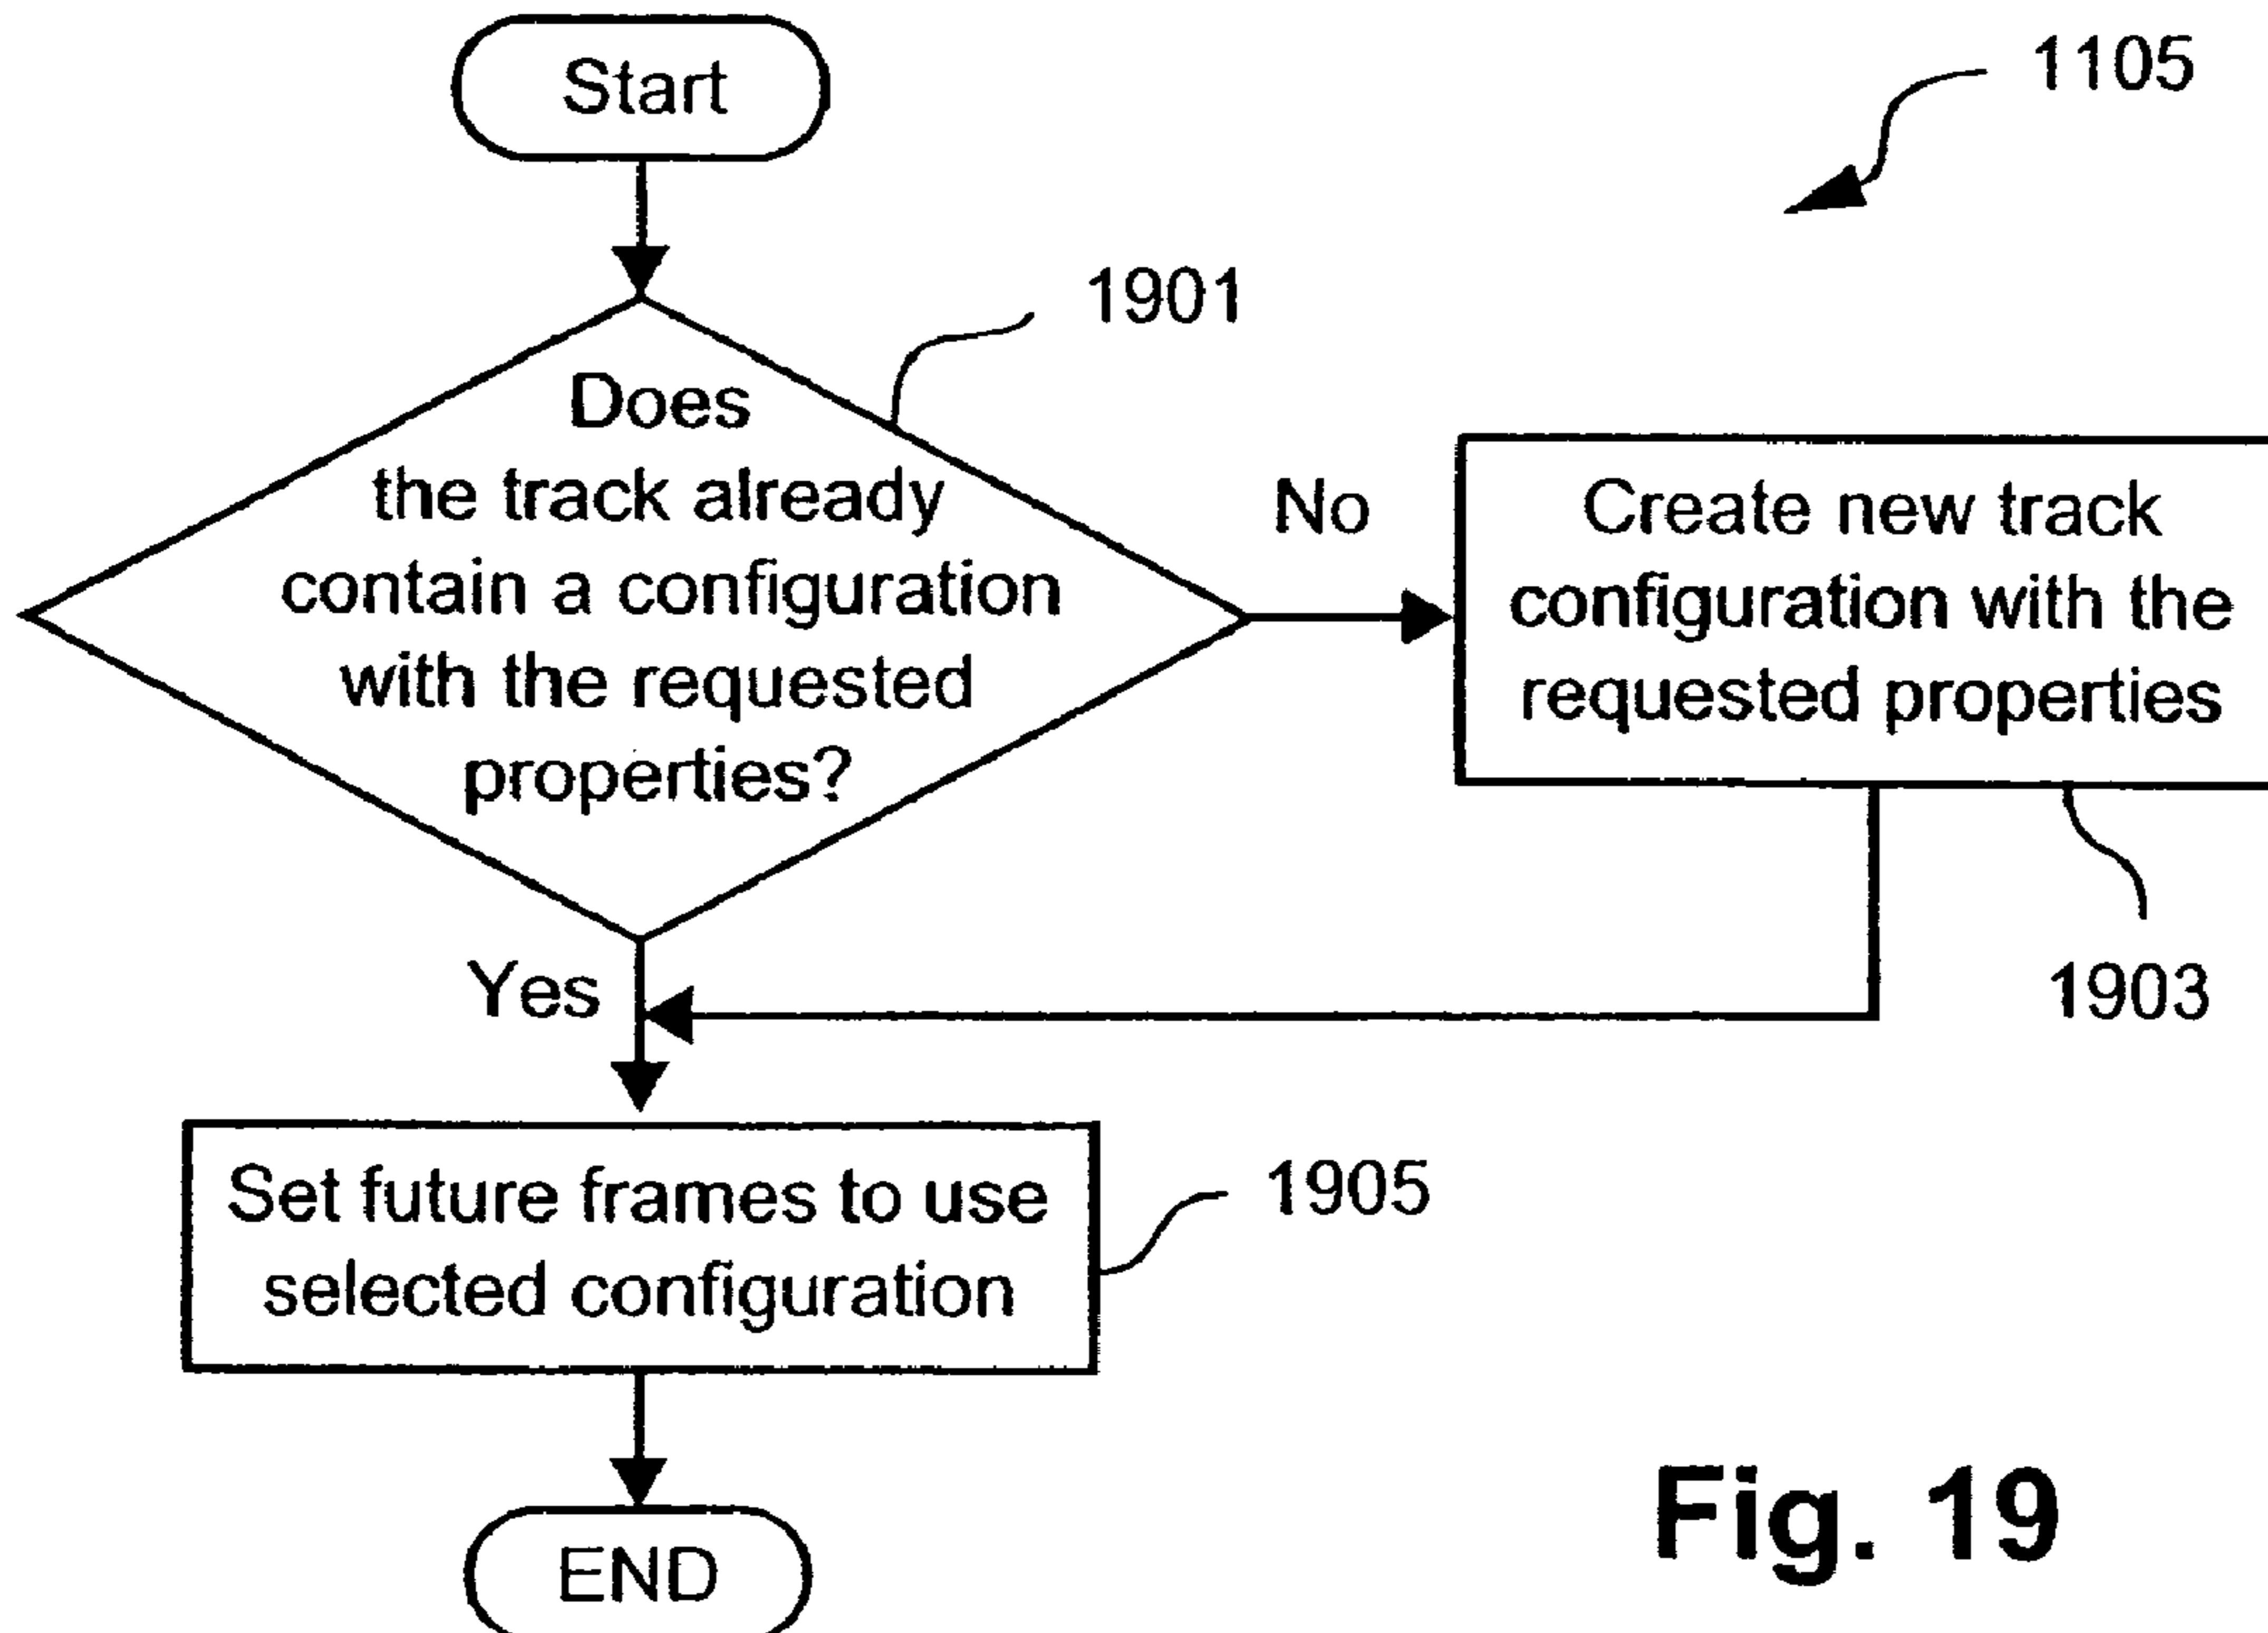 Start
1105
1901
Does
the track already
contain a configuration
with the requested
properties?
No
Create new track
configuration with the
requested properties
Yes
1903
Set future frames to use
selected configuration
1905
END
Fig. 19